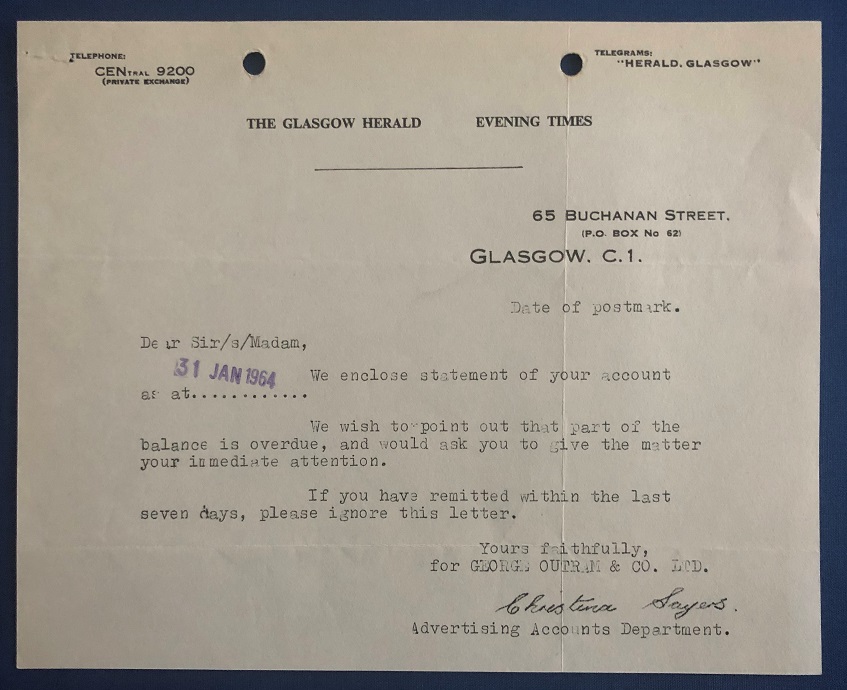 TELEPHONE:
CENTRAL 9200
(PRIVATE EXCHANGE)
TELEGRAMS:
"HERALD, GLASGOW"
THE GLASGOW HERALD EVENING TIMES
65 BUCHANAN STREET,
(P.O. BOX No 62)
GLASGOW. C.1.
Date of postmark.
Dear Sir/s/Madam,
31 JAN 1964
We enclose statement of your account
as at.............
We wish to point out that part of the
balance is overdue, and would ask you to give the matter
your immediate attention.
If you have remitted within the last
seven days, please ignore this letter.
Yours faithfully,
for GEORGE OUTRAM & CO. LTD.
Christina Sayers.
Advertising Accounts Department.